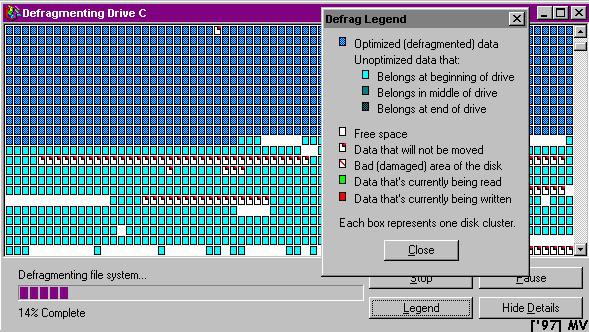 Defragmenting Drive C
Defrag Legend
Optimized (defragmented) data
Unoptimized data that:
Belongs at beginning of drive
Belongs in middle of drive
Belongs at end of drive
Free space
Data that will not be moved
Bad (damaged) area of the disk
Data that's currently being read
Data that's currently being written
Each box represents one disk cluster.
Close
Defragmenting file system...
Stop
Pause
14% Complete
Legend
Hide Details
['97] MV